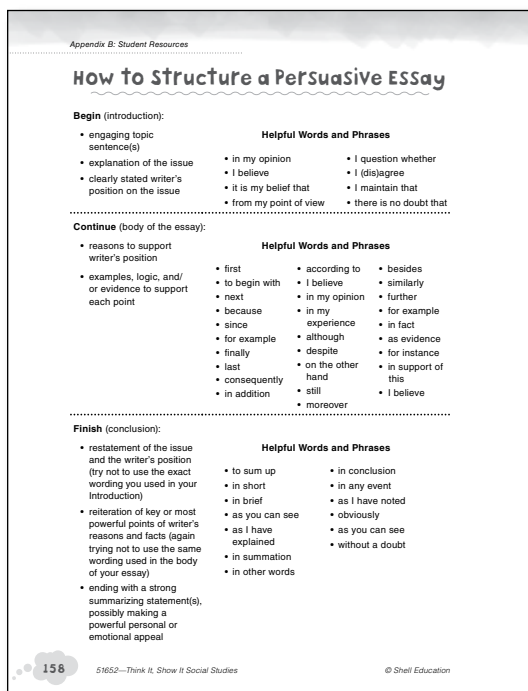 Appendix B: Student Resources
How to Structure a Persuasive Essay
Begin (introduction):
• engaging topic
sentence(s)
• explanation of the issue
• clearly stated writer's
position on the issue
Helpful Words and Phrases
• in my opinion
• I believe
• it is my belief that
• from my point of view
• I question whether
• I (dis)agree
• I maintain that
• there is no doubt that
Continue (body of the essay):
• reasons to support
writer's position
• examples, logic, and/
or evidence to support
each point
Helpful Words and Phrases
• first
• to begin with
• next
• because
• since
• for example
• finally
• last
• consequently
• in addition
• according to
• I believe
• in my opinion
• in my
experience
• although
• despite
• on the other
hand
• still
• moreover
• besides
• similarly
• further
• for example
• in fact
• as evidence
• for instance
• in support of
this
• I believe
Finish (conclusion):
• restatement of the issue
and the writer's position
(try not to use the exact
wording you used in your
Introduction)
• reiteration of key or most
powerful points of writer's
reasons and facts (again
trying not to use the same
wording used in the body
of your essay)
• ending with a strong
summarizing statement(s),
possibly making a
powerful personal or
emotional appeal
Helpful Words and Phrases
• to sum up
• in short
• in brief
• as you can see
• as I have
explained
• in summation
• in other words
• in conclusion
• in any event
• as I have noted
• obviously
• as you can see
• without a doubt
158
51652—Think It, Show It Social Studies
© Shell Education